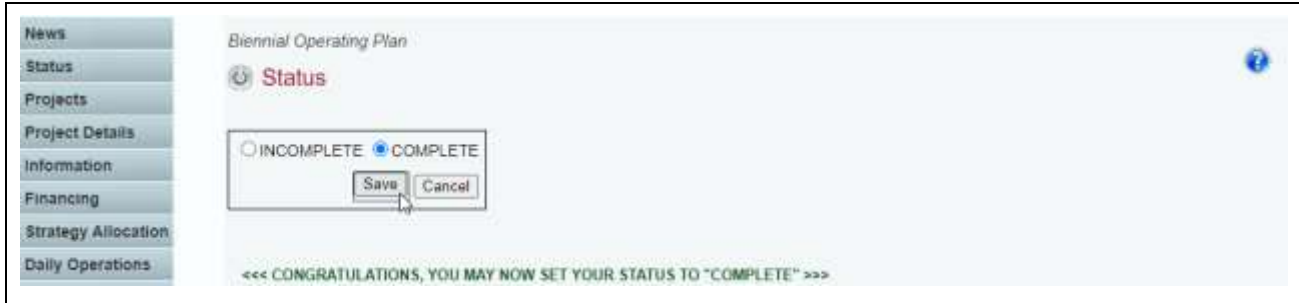 News
Status
Projects
Project Details
Information
Financing
Strategy Allocation
Daily Operations
Biennial Operating Plan
Status
INCOMPLETE COMPLETE
Save Cancel
<<< CONGRATULATIONS, YOU MAY NOW SET YOUR STATUS TO "COMPLETE" >>>